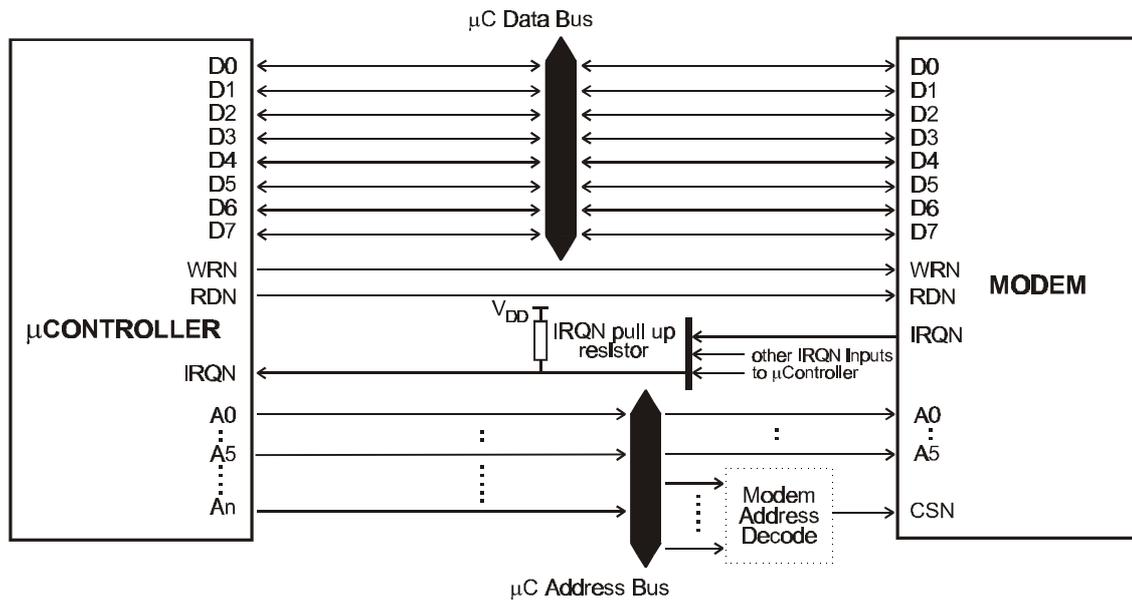 μC Data Bus
D0
D1
D2
D3
D4
D5
D6
D7
WRN
RDN
μCONTROLLER
IRQN
A0
A5
An
VDD
IRQN pull up
resistor
other IRQN Inputs
to μController
D0
D1
D2
D3
D4
D5
D6
D7
WRN
RDN
MODEM
IRQN
A0
A5
CSN
Modem
Address
Decode
μC Address Bus